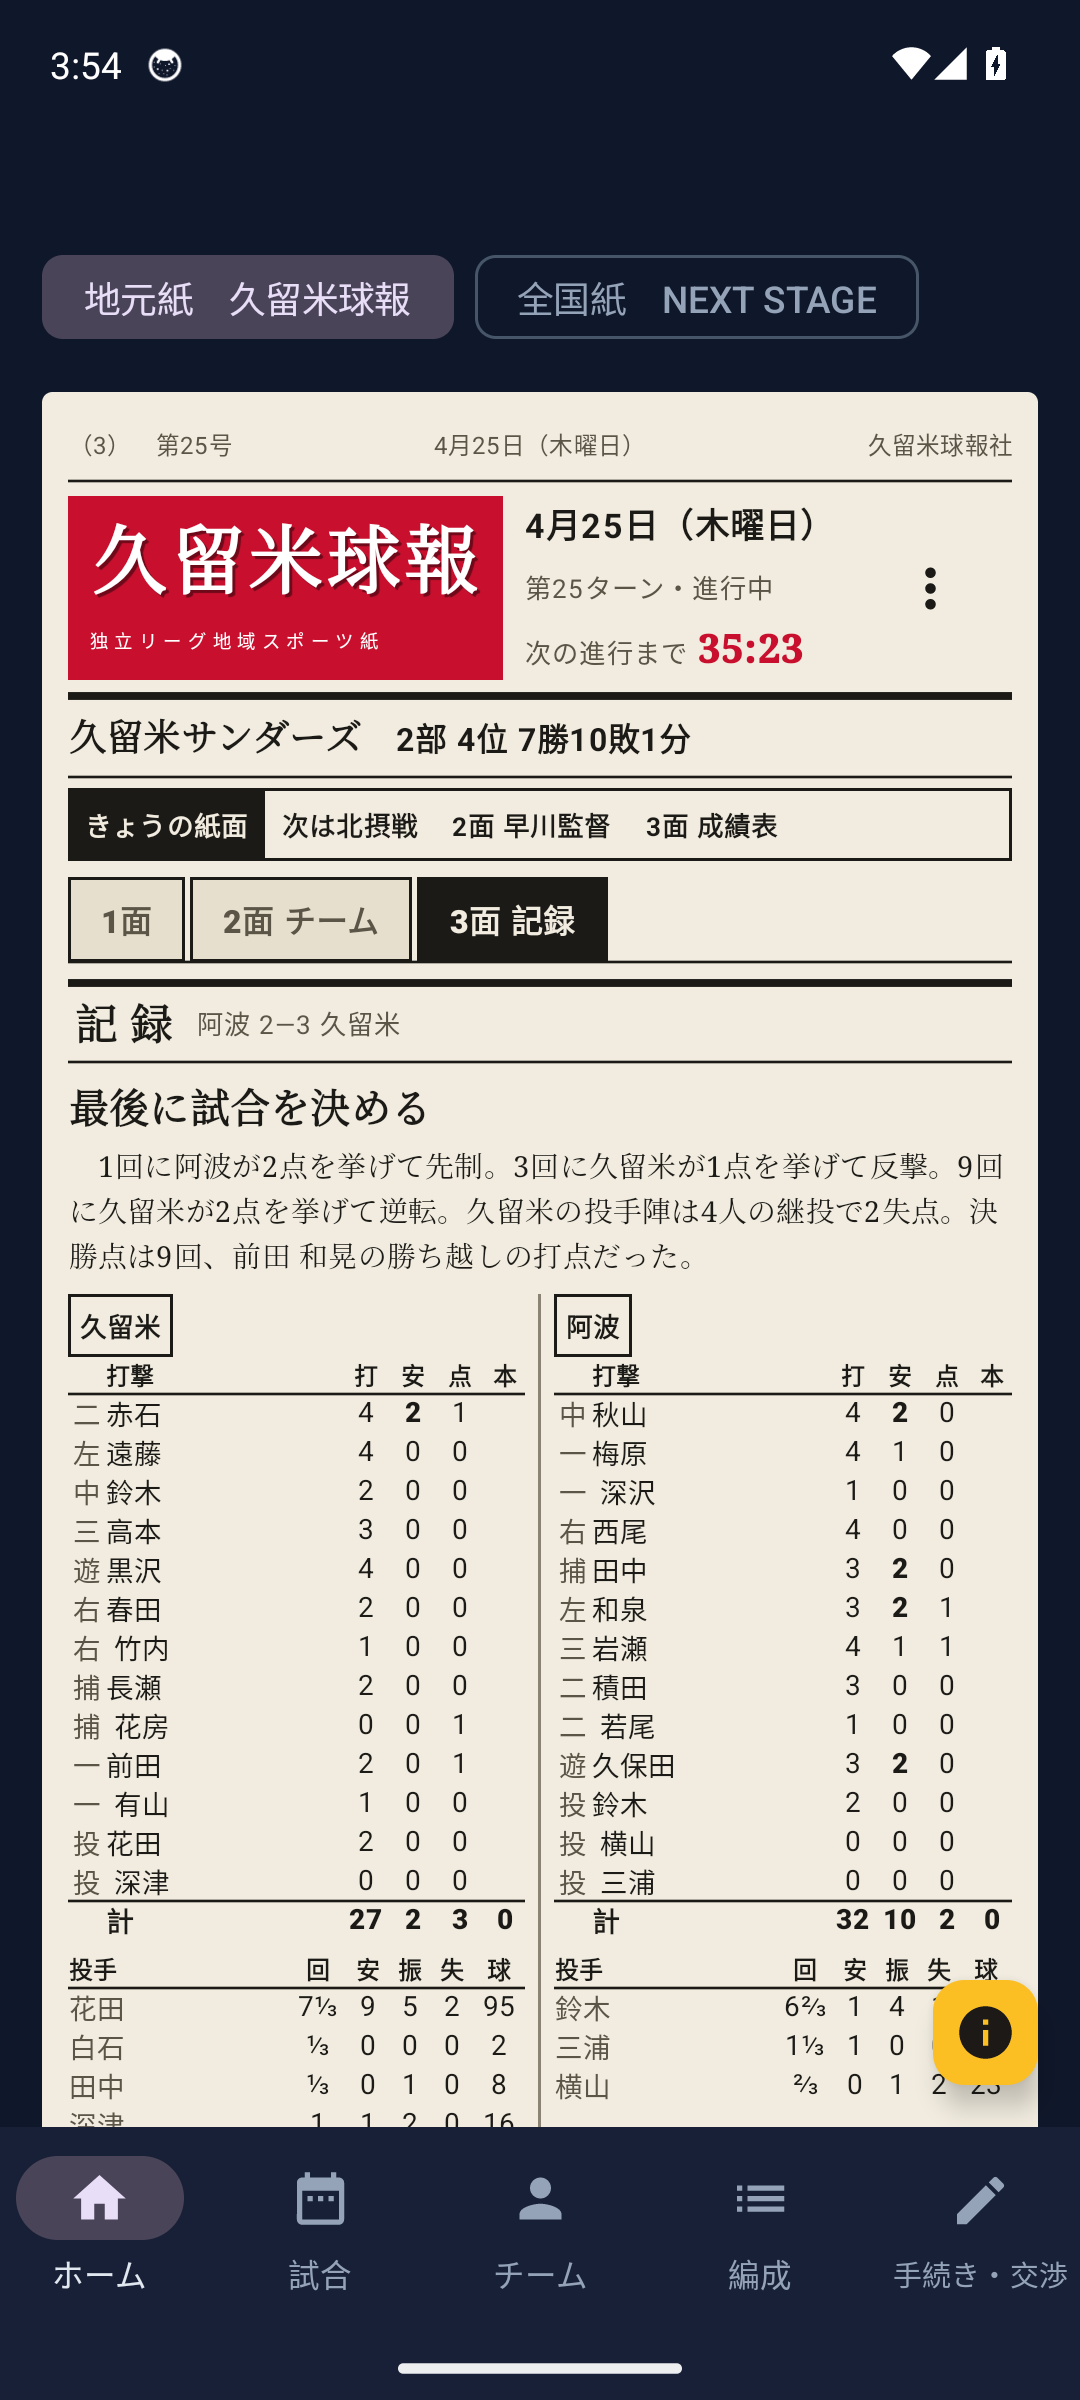 3:54
地元紙　久留米球報
全国紙　NEXT STAGE
（3）　第25号
4月25日（木曜日）
久留米球報社
久留米球報
独立リーグ地域スポーツ紙
4月25日（木曜日）
第25ターン・進行中
次の進行まで 35:23
久留米サンダーズ　2部 4位 7勝10敗1分
きょうの紙面　次は北摂戦　2面 早川監督　3面 成績表
1面　2面 チーム　3面 記録
記録　阿波 2–3 久留米
最後に試合を決める
1回に阿波が2点を挙げて先制。3回に久留米が1点を挙げて反撃。9回
に久留米が2点を挙げて逆転。久留米の投手陣は4人の継投で2失点。決
勝点は9回、前田 和晃の勝ち越しの打点だった。
久留米
打撃 打 安 点 本
二 赤石 4 2 1
左 遠藤 4 0 0
中 鈴木 2 0 0
三 高本 3 0 0
遊 黒沢 4 0 0
右 春田 2 0 0
右 竹内 1 0 0
捕 長瀬 2 0 0
捕 花房 0 0 1
一 前田 2 0 1
一 有山 1 0 0
投 花田 2 0 0
投 深津 0 0 0
計 27 2 3 0
投手 回 安 振 失 球
花田 7⅓ 9 5 2 95
白石 ⅓ 0 0 0 2
田中 ⅓ 0 1 0 8
深津 1 1 2 0 16
阿波
打撃 打 安 点 本
中 秋山 4 2 0
一 梅原 4 1 0
一 深沢 1 0 0
右 西尾 4 0 0
捕 田中 3 2 0
左 和泉 3 2 1
三 岩瀬 4 1 1
二 積田 3 0 0
二 若尾 1 0 0
遊 久保田 3 2 0
投 鈴木 2 0 0
投 横山 0 0 0
投 三浦 0 0 0
計 32 10 2 0
投手 回 安 振 失 球
鈴木 6⅔ 1 4
三浦 1⅓ 1 0
横山 ⅔ 0 1 2
ホーム
試合
チーム
編成
手続き・交渉